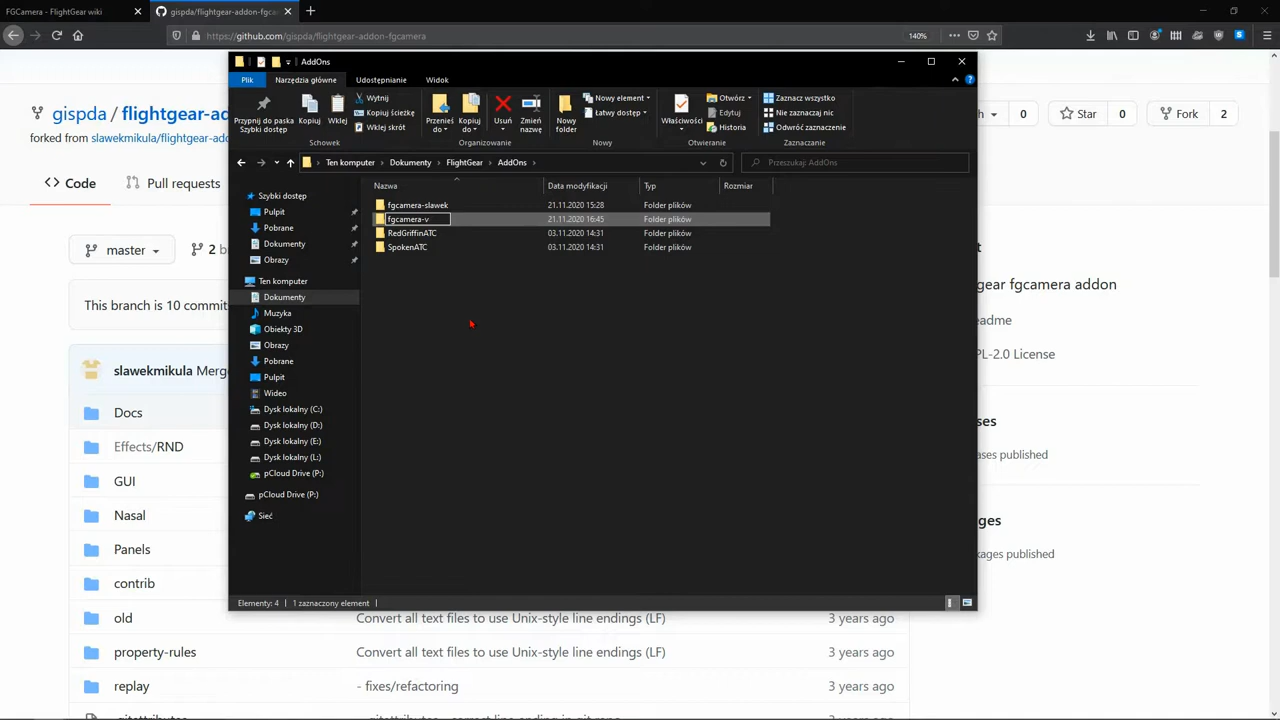 FGCamera - FlightGear wiki
gispda/flightgear-addon-fgca
https://github.com/gispda/flightgear-addon-fgcamera
140%
AddOns
Plik
Narzędzia główne
Udostępnianie
Widok
Przypnij do paska
Szybki dostęp
Kopiuj
Wklej
Wytnij
Kopiuj ścieżkę
Wklej skrót
Schowek
Przenieś
do
Kopiuj
do
Usuń
Zmień
nazwę
Organizowanie
Nowy
folder
Nowy element
Łatwy dostęp
Nowy
Właściwości
Otwórz
Edytuj
Historia
Otwieranie
Zaznacz wszystko
Nie zaznaczaj nic
Odwróć zaznaczenie
Zaznaczanie
Ten komputer
Dokumenty
FlightGear
AddOns
Przeszukaj: AddOns
Nazwa
Data modyfikacji
Typ
Rozmiar
fgcamera-slawek
21.11.2020 15:28
Folder plików
fgcamera-v
21.11.2020 16:45
Folder plików
RedGriffinATC
03.11.2020 14:31
Folder plików
SpokenATC
03.11.2020 14:31
Folder plików
Szybki dostęp
Pulpit
Pobrane
Dokumenty
Obrazy
Ten komputer
Dokumenty
Muzyka
Obiekty 3D
Obrazy
Pobrane
Pulpit
Wideo
Dysk lokalny (C:)
Dysk lokalny (D:)
Dysk lokalny (E:)
Dysk lokalny (L:)
pCloud Drive (P:)
pCloud Drive (P:)
Sieć
Elementy: 4
1 zaznaczony element
gispda / flightgear-ad
forked from slawekmikula/flightgear-addo
h
0
Star
0
Fork
2
Code
Pull requests
master
2 b
This branch is 10 commit
slawekmikula Merg
Docs
Effects/RND
GUI
Nasal
Panels
contrib
old
Convert all text files to use Unix-style line endings (LF)
3 years ago
property-rules
Convert all text files to use Unix-style line endings (LF)
3 years ago
replay
- fixes/refactoring
3 years ago
t
gear fgcamera addon
eadme
PL-2.0 License
ses
ases published
ges
kages published